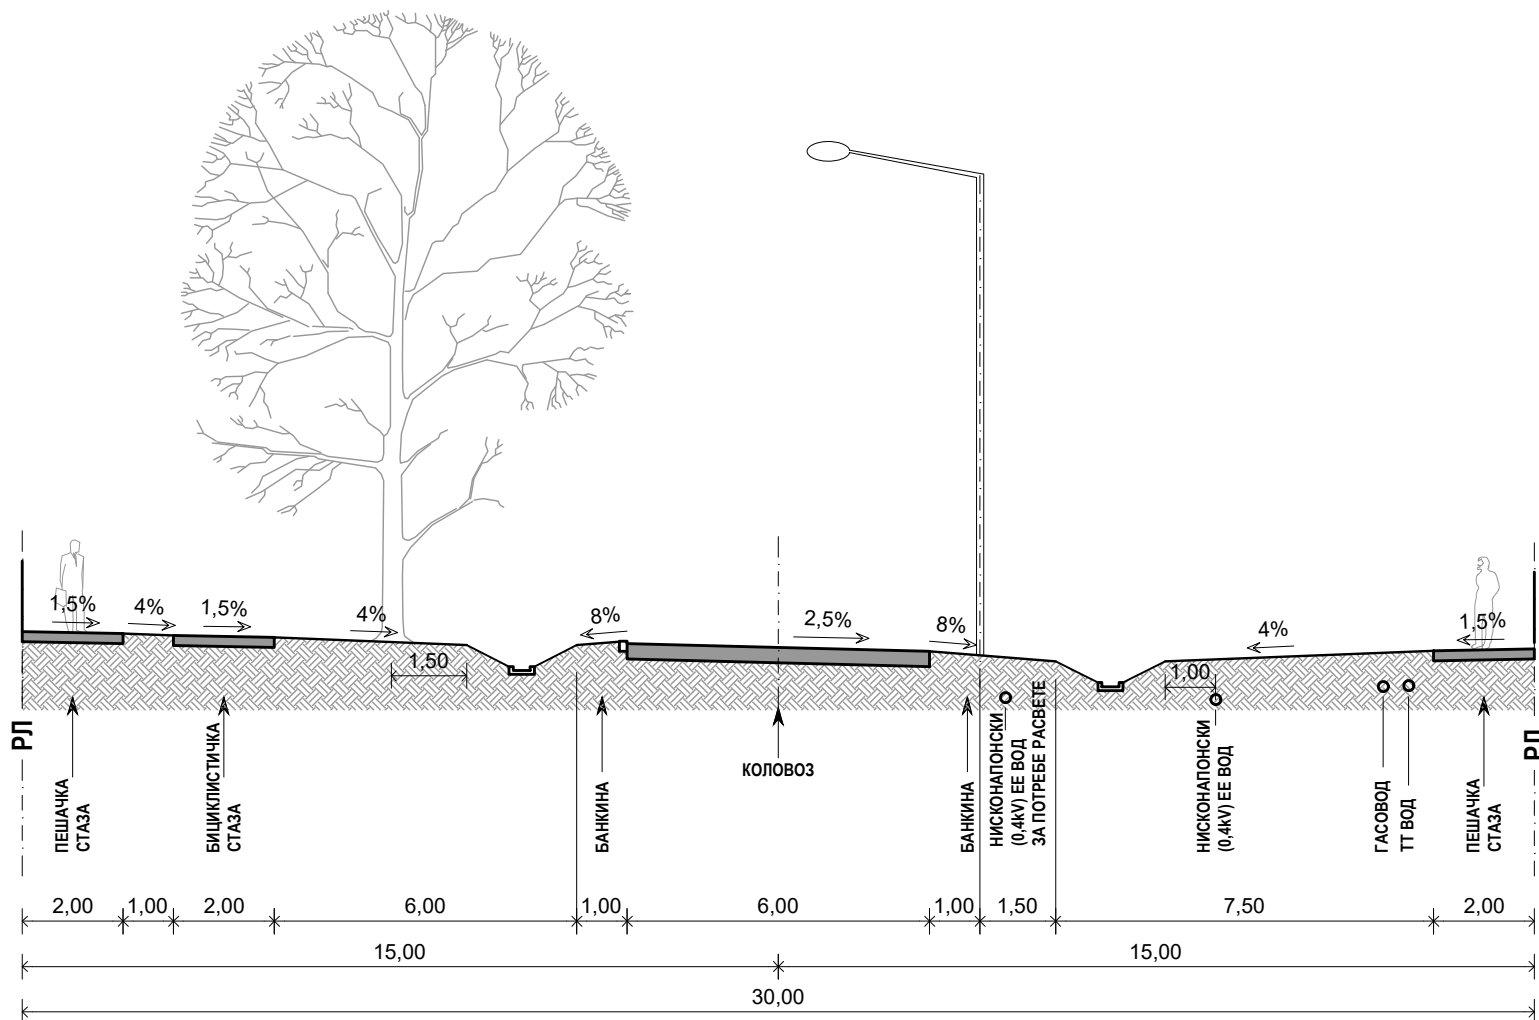 1,5%
4%
1,5%
4%
8%
2,5%
8%
4%
1,5%
1,50
1,00
РЛ
ПЕШАЧКА
СТАЗА
БИЦИКЛИСТИЧКА
СТАЗА
БАНКИНА
КОЛОВОЗ
БАНКИНА
НИСКОНАПОНСКИ
(0,4kV) ЕЕ ВОД
ЗА ПОТРЕБЕ РАСВЕТЕ
НИСКОНАПОНСКИ
(0,4kV) ЕЕ ВОД
ГАСОВОД
ТТ ВОД
ПЕШАЧКА
СТАЗА
РЛ
2,00 1,00 2,00 6,00 1,00 6,00 1,00 1,50 7,50 2,00
15,00 15,00
30,00